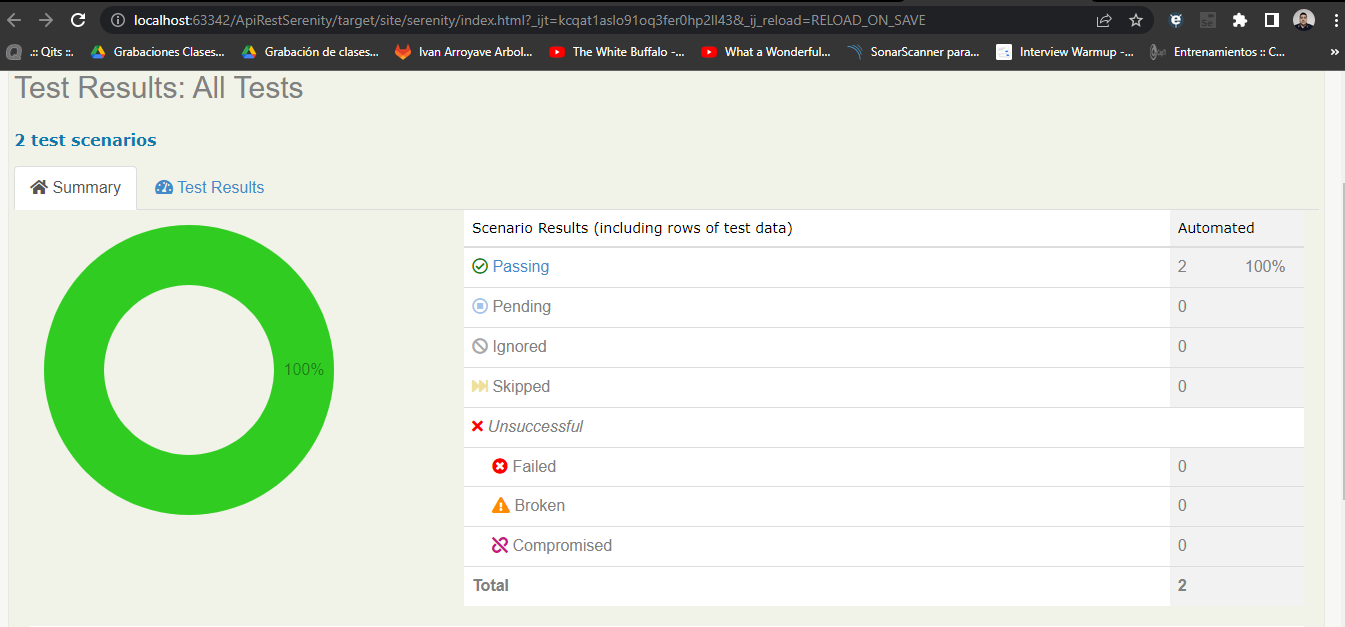 localhost:63342/ApiRestSerenity/target/site/serenity/index.html?_ijt=kcqat1aslo91oq3fer0hp2ll43&_ij_reload=RELOAD_ON_SAVE
.:: Qits ::. Grabaciones Clases... Grabación de clases... Ivan Arroyave Arbol... The White Buffalo -... What a Wonderful... SonarScanner para... Interview Warmup -... Entrenamientos :: C... »
Test Results: All Tests
2 test scenarios
Summary Test Results
Scenario Results (including rows of test data) Automated
Passing 2 100%
Pending 0
Ignored 0
Skipped 0
Unsuccessful
Failed 0
Broken 0
Compromised 0
Total 2
100%